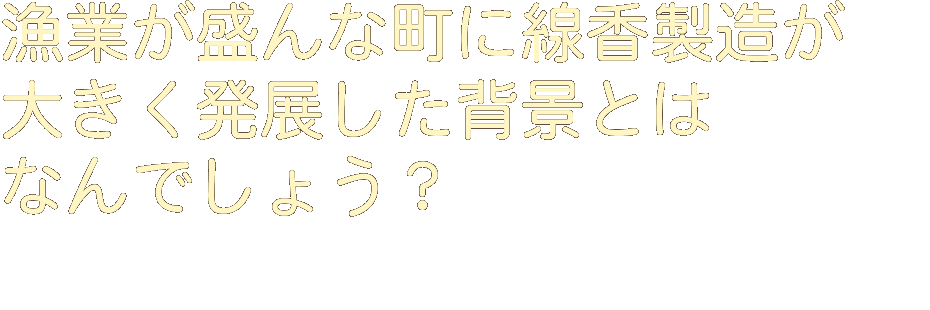 漁業が盛んな町に線香製造が
大きく発展した背景とは
なんでしょう？